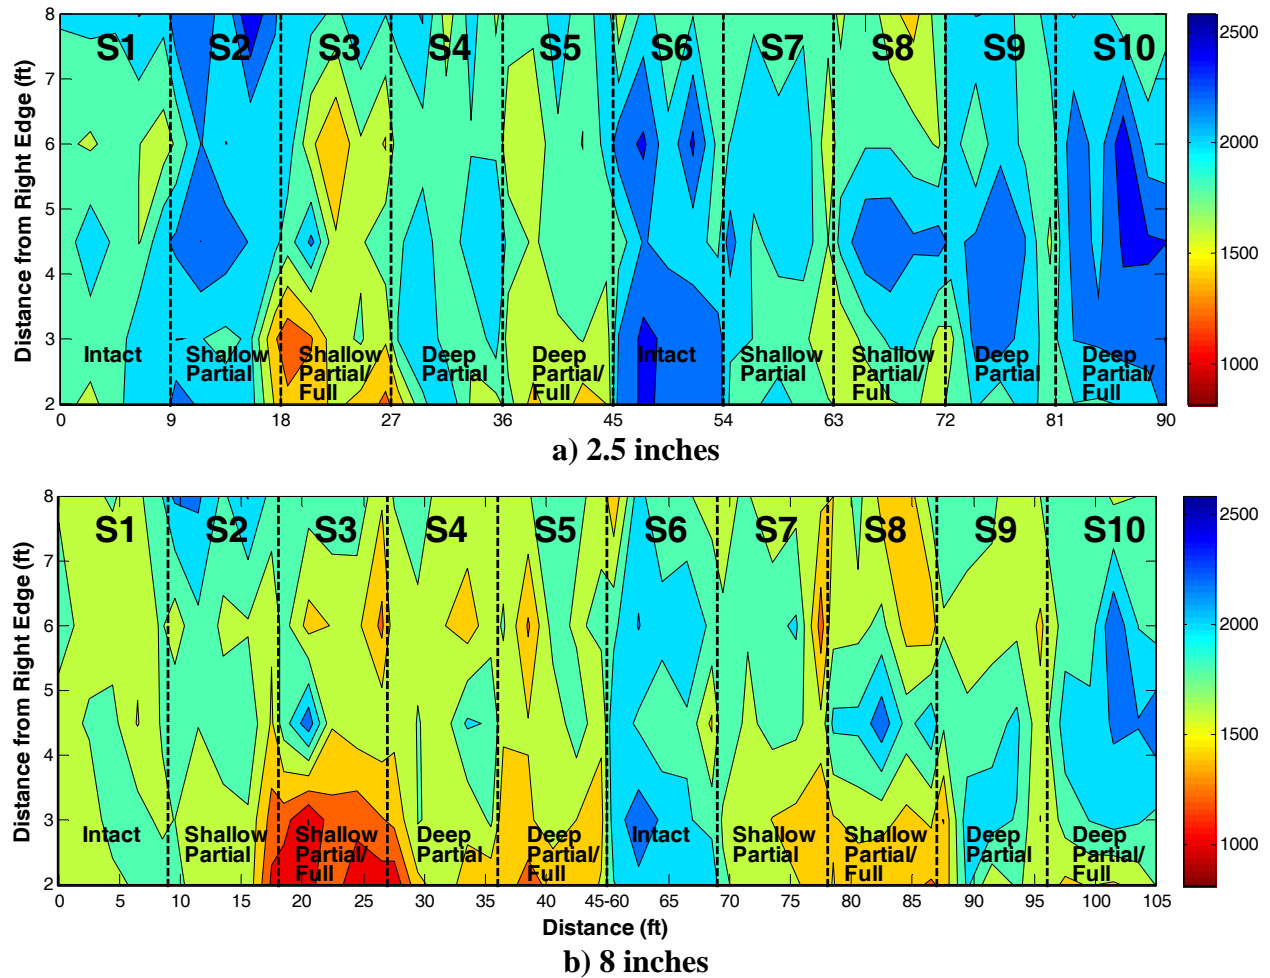 8
7
6
5
4
3
2
Distance from Right Edge (ft)
S1 S2 S3 S4 S5 S6 S7 S8 S9 S10
Intact
Shallow
Partial
Shallow
Partial/
Full
Deep
Partial
Deep
Partial/
Full
Intact
Shallow
Partial
Shallow
Partial/
Full
Deep
Partial
Deep
Partial/
Full
0 9 18 27 36 45 54 63 72 81 90
2500
2000
1500
1000
a) 2.5 inches
8
7
6
5
4
3
2
Distance from Right Edge (ft)
S1 S2 S3 S4 S5 S6 S7 S8 S9 S10
Intact
Shallow
Partial
Shallow
Partial/
Full
Deep
Partial
Deep
Partial/
Full
Intact
Shallow
Partial
Shallow
Partial/
Full
Deep
Partial
Deep
Partial/
Full
0 5 10 15 20 25 30 35 40 45-60 65 70 75 80 85 90 95 100 105
Distance (ft)
2500
2000
1500
1000
b) 8 inches